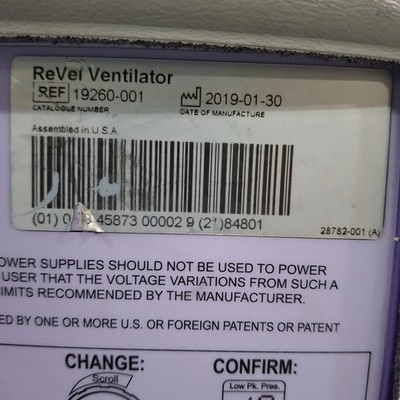 ReVel Ventilator
REF 19260-001 2019-01-30
CATALOGUE NUMBER DATE OF MANUFACTURE
Assembled in U.S.A.
(01) 0 45873 00002 9 (2 )84801
28782-001 (A)
OWER SUPPLIES SHOULD NOT BE USED TO POWER
USER THAT THE VOLTAGE VARIATIONS FROM SUCH A
IMITS RECOMMENDED BY THE MANUFACTURER.
ED BY ONE OR MORE U.S. OR FOREIGN PATENTS OR PATENT
CHANGE: CONFIRM:
Scroll Low Pk. Pres.